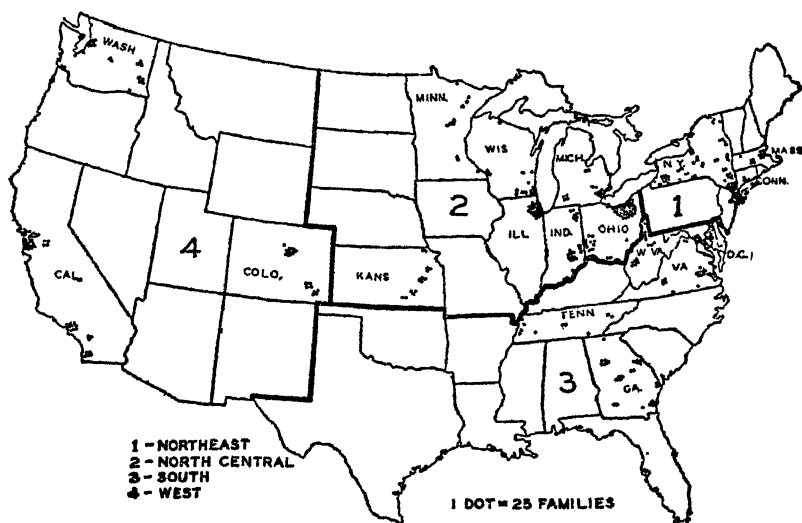 WASH
MINN.
WIS
MICH.
N.Y.
MASS
CONN.
4
2
1
ILL
IND.
OHIO
W.VA.
VA
D.C.
CAL.
COLO.
KANS
TENN
3
GA.
1 - NORTHEAST
2 - NORTH CENTRAL
3 - SOUTH
4 - WEST
1 DOT = 25 FAMILIES